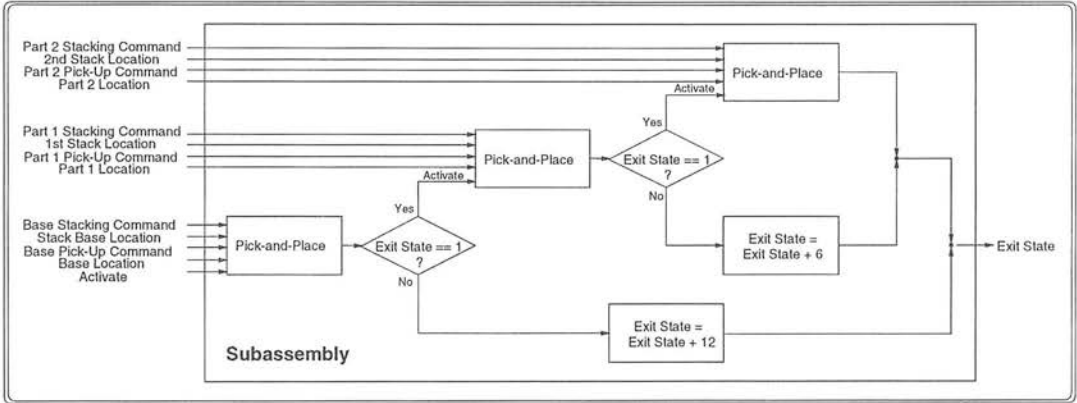 Part 2 Stacking Command
2nd Stack Location
Part 2 Pick-Up Command
Part 2 Location
Pick-and-Place
Activate
Yes
Part 1 Stacking Command
1st Stack Location
Part 1 Pick-Up Command
Part 1 Location
Pick-and-Place
Activate
Exit State == 1
?
No
Yes
Base Stacking Command
Stack Base Location
Base Pick-Up Command
Base Location
Activate
Pick-and-Place
Exit State == 1
?
No
Exit State =
Exit State + 6
Exit State
Exit State =
Exit State + 12
Subassembly